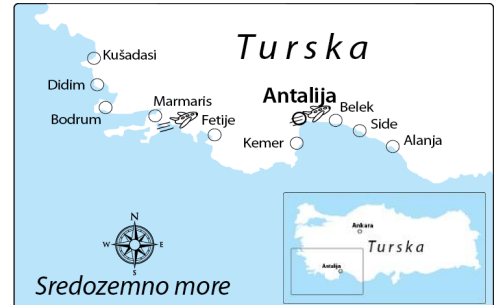 Kušadasi
Turska
Didim
Antalija
Bodrum
Marmaris
Fetije
Belek
Side
Kemer
Alanja
N
W
E
S
Sredozemno more
Ankara
Turska
Antalija